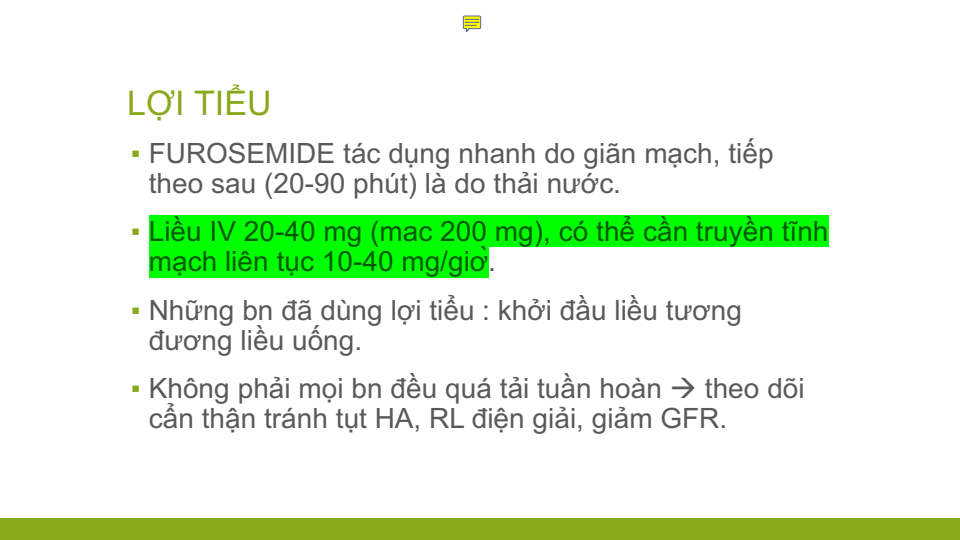 LỢI TIỂU
▪ FUROSEMIDE tác dụng nhanh do giãn mạch, tiếp
theo sau (20-90 phút) là do thải nước.
▪ Liều IV 20-40 mg (mac 200 mg), có thể cần truyền tĩnh
mạch liên tục 10-40 mg/giờ.
▪ Những bn đã dùng lợi tiểu : khởi đầu liều tương
đương liều uống.
▪ Không phải mọi bn đều quá tải tuần hoàn → theo dõi
cẩn thận tránh tụt HA, RL điện giải, giảm GFR.